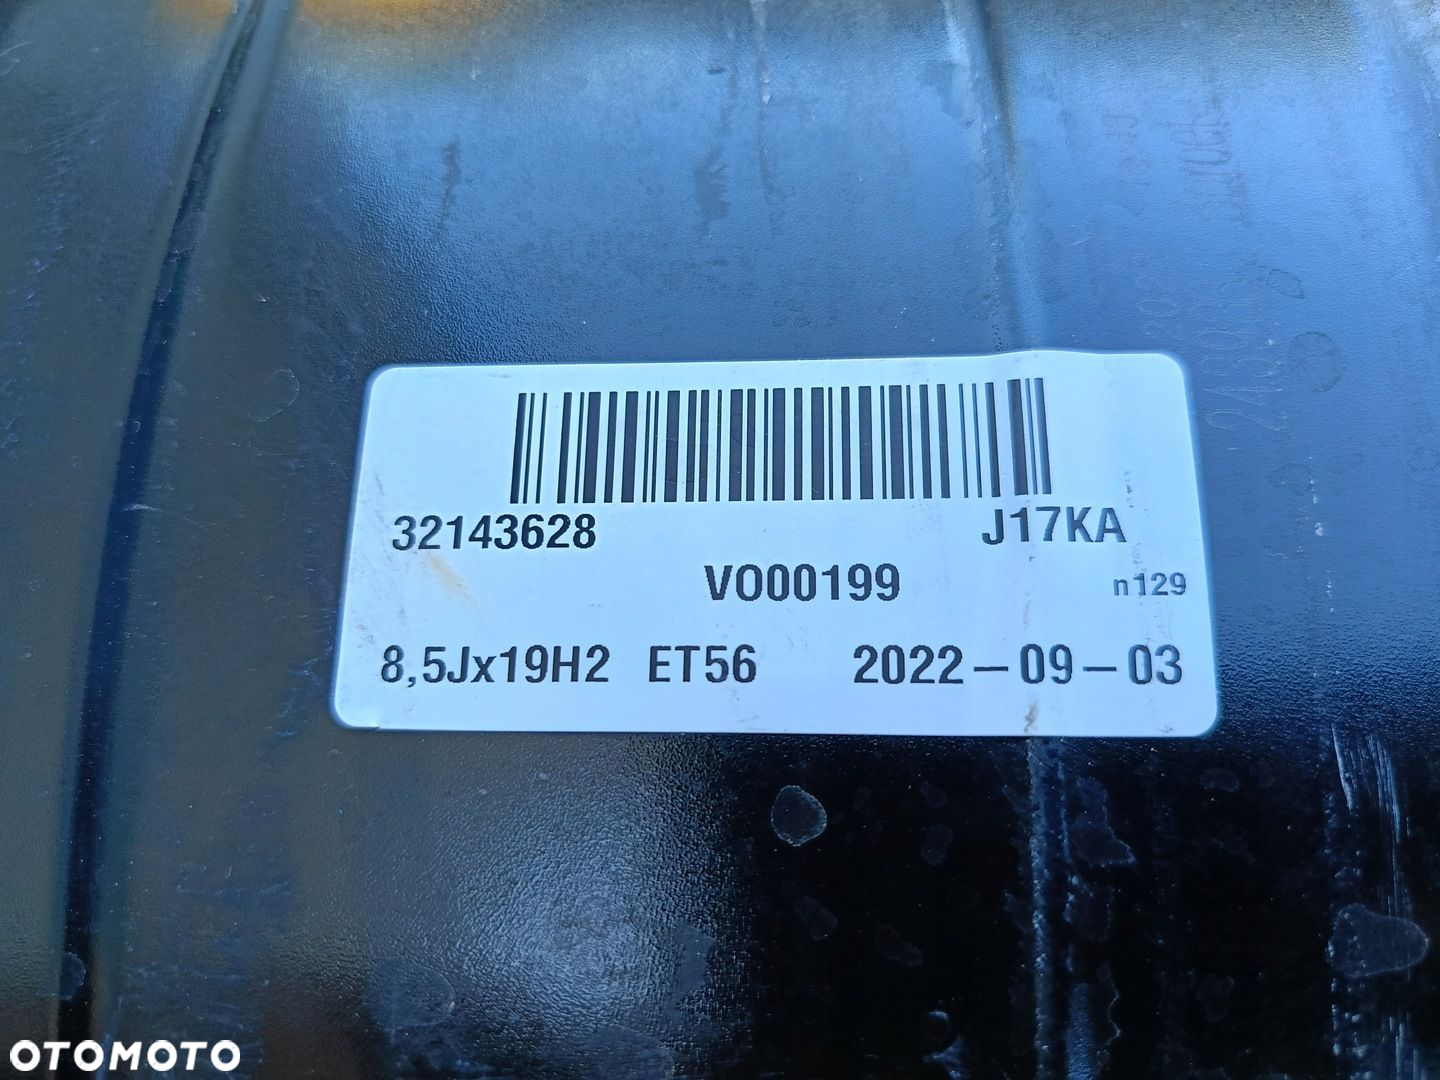 32143628 J17KA
VO00199 n129
8,5Jx19H2 ET56 2022-09-03
OTOMOTO